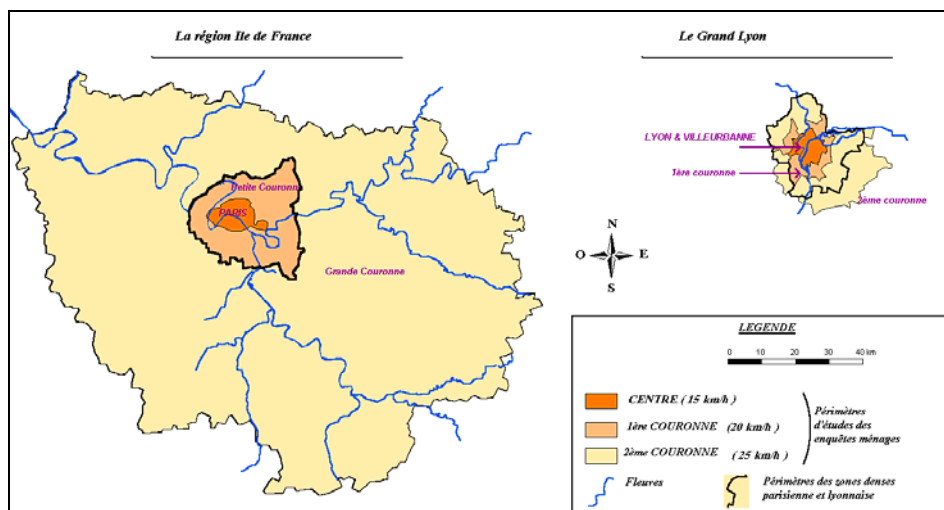 La région Ile de France
Le Grand Lyon
LYON & VILLEURBANNE
1ère couronne
2ème couronne
Petite Couronne
PARIS
Grande Couronne
N
O E
S
LEGENDE
0 10 20 30 40 km
CENTRE (15 km/h)
1ère COURONNE (20 km/h)
2ème COURONNE (25 km/h)
Périmètres
d'études des
enquêtes ménages
Fleuves
Périmètres des zones denses
parisienne et lyonnaise